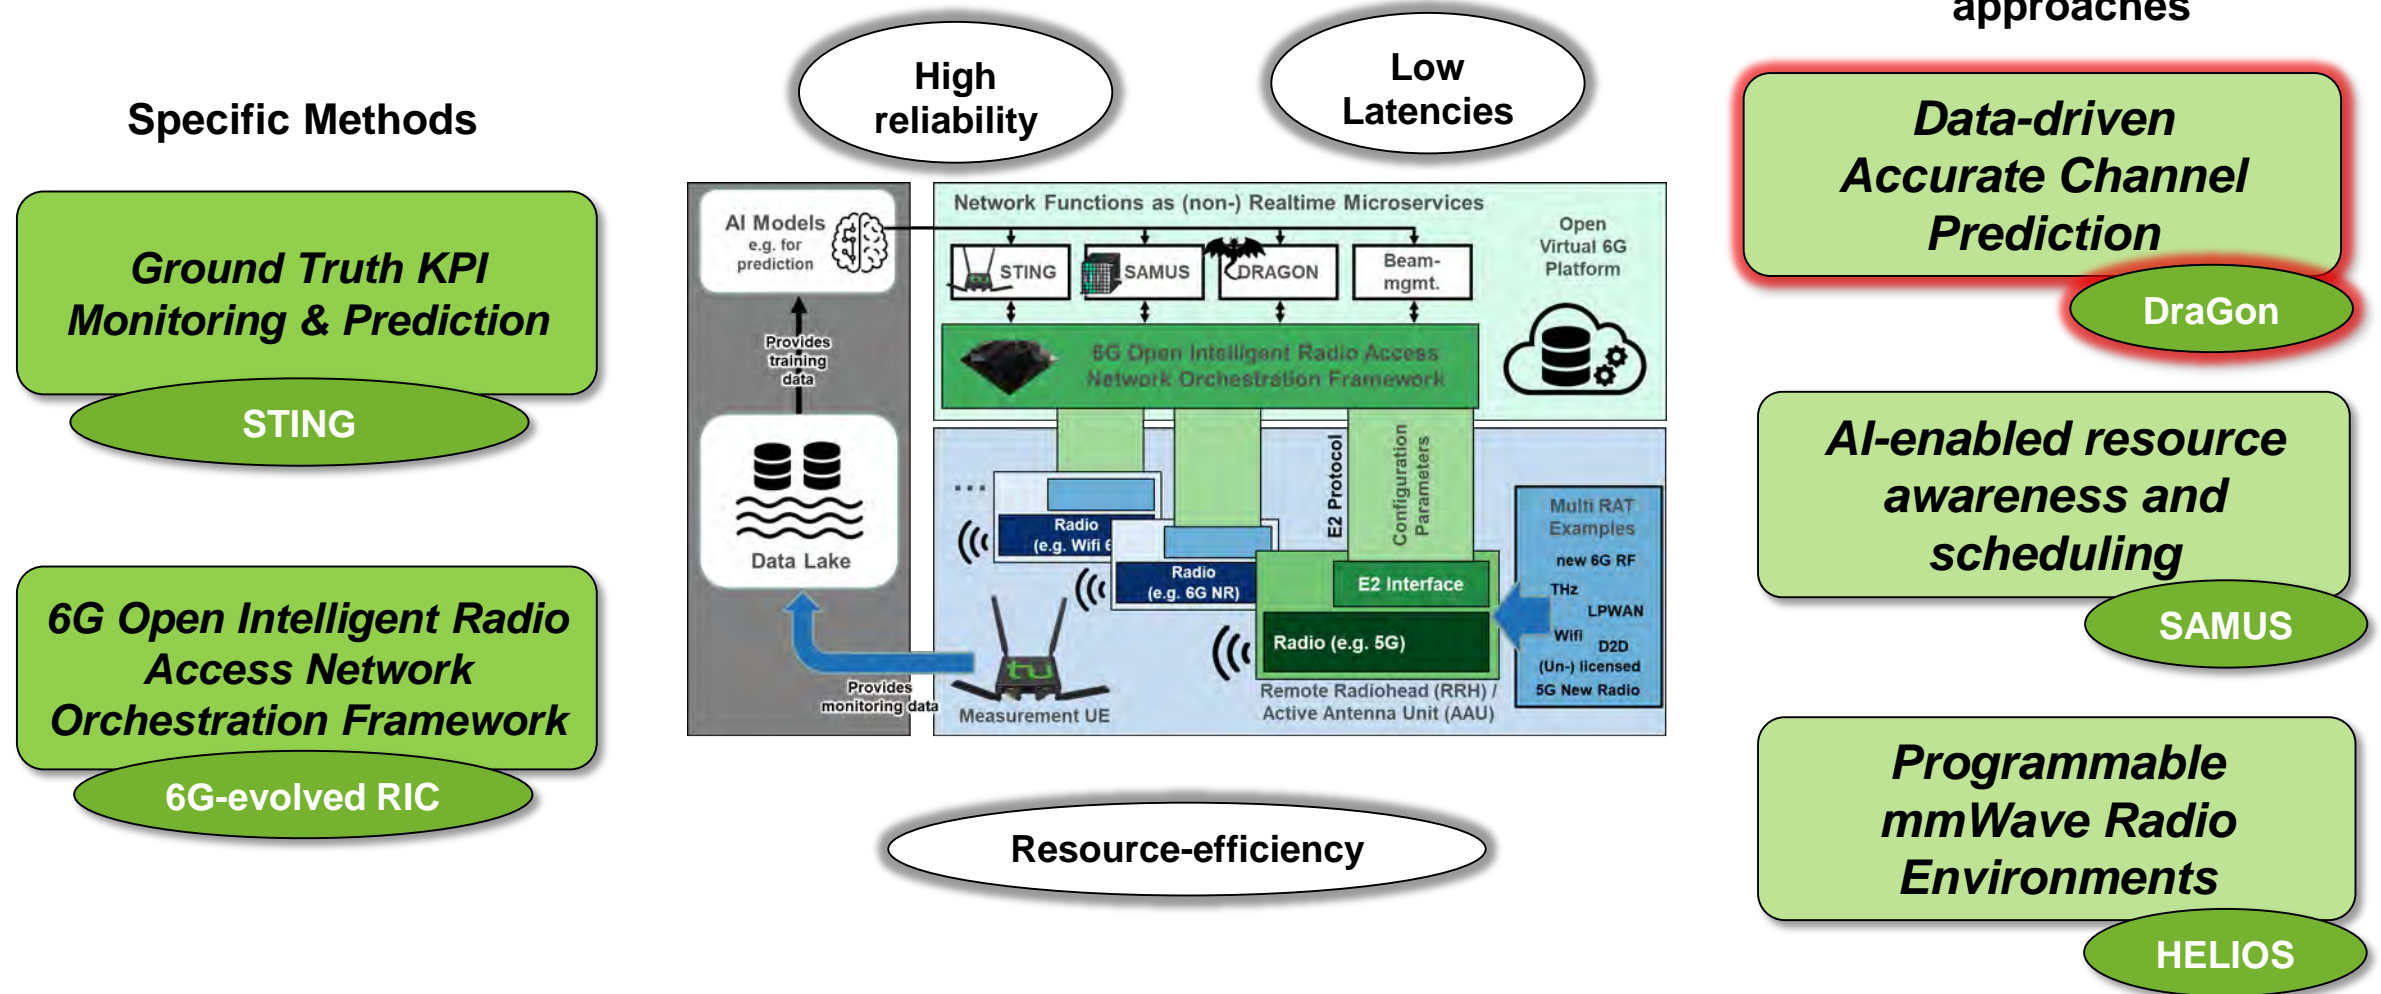 approaches
Specific Methods
Ground Truth KPI
Monitoring & Prediction
STING
6G Open Intelligent Radio
Access Network
Orchestration Framework
6G-evolved RIC
High
reliability
Low
Latencies
AI Models
e.g. for
prediction
Provides
training
data
Data Lake
Provides
monitoring data
Network Functions as (non-) Realtime Microservices
STING
SAMUS
DRAGON
Beam-
mgmt.
Open
Virtual 6G
Platform
6G Open Intelligent Radio Access
Network Orchestration Framework
E2 Protocol
Configuration
Parameters
...
Radio
(e.g. Wifi 6
Radio
(e.g. 6G NR)
E2 Interface
Radio (e.g. 5G)
Remote Radiohead (RRH) /
Active Antenna Unit (AAU)
tu
Measurement UE
Multi RAT
Examples
new 6G RF
THz
LPWAN
Wifi
D2D
(Un-) licensed
5G New Radio
Resource-efficiency
Data-driven
Accurate Channel
Prediction
DraGon
AI-enabled resource
awareness and
scheduling
SAMUS
Programmable
mmWave Radio
Environments
HELIOS